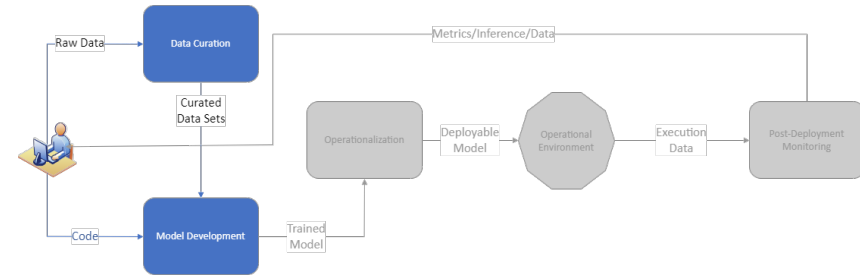 Raw Data
Data Curation
Metrics/Inference/Data
Curated
Data Sets
Operationalization
Deployable
Model
Operational
Environment
Execution
Data
Post-Deployment
Monitoring
Code
Model Development
Trained
Model